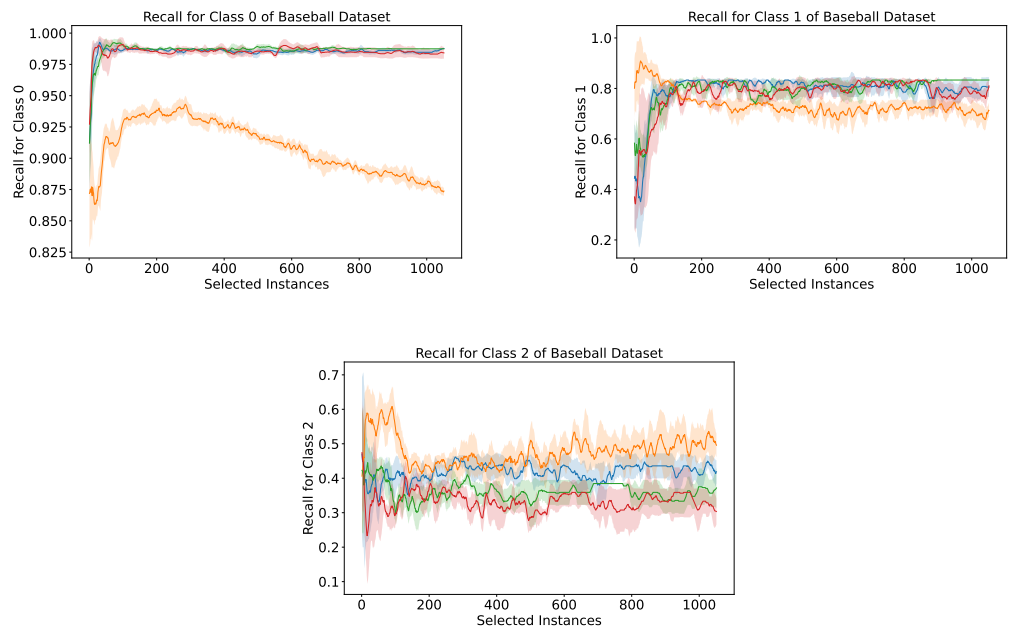 Recall for Class 0 of Baseball Dataset
Recall for Class 0
1.000
0.975
0.950
0.925
0.900
0.875
0.850
0.825
0 200 400 600 800 1000
Selected Instances
Recall for Class 1 of Baseball Dataset
Recall for Class 1
1.0
0.8
0.6
0.4
0.2
0 200 400 600 800 1000
Selected Instances
Recall for Class 2 of Baseball Dataset
Recall for Class 2
0.7
0.6
0.5
0.4
0.3
0.2
0.1
0 200 400 600 800 1000
Selected Instances